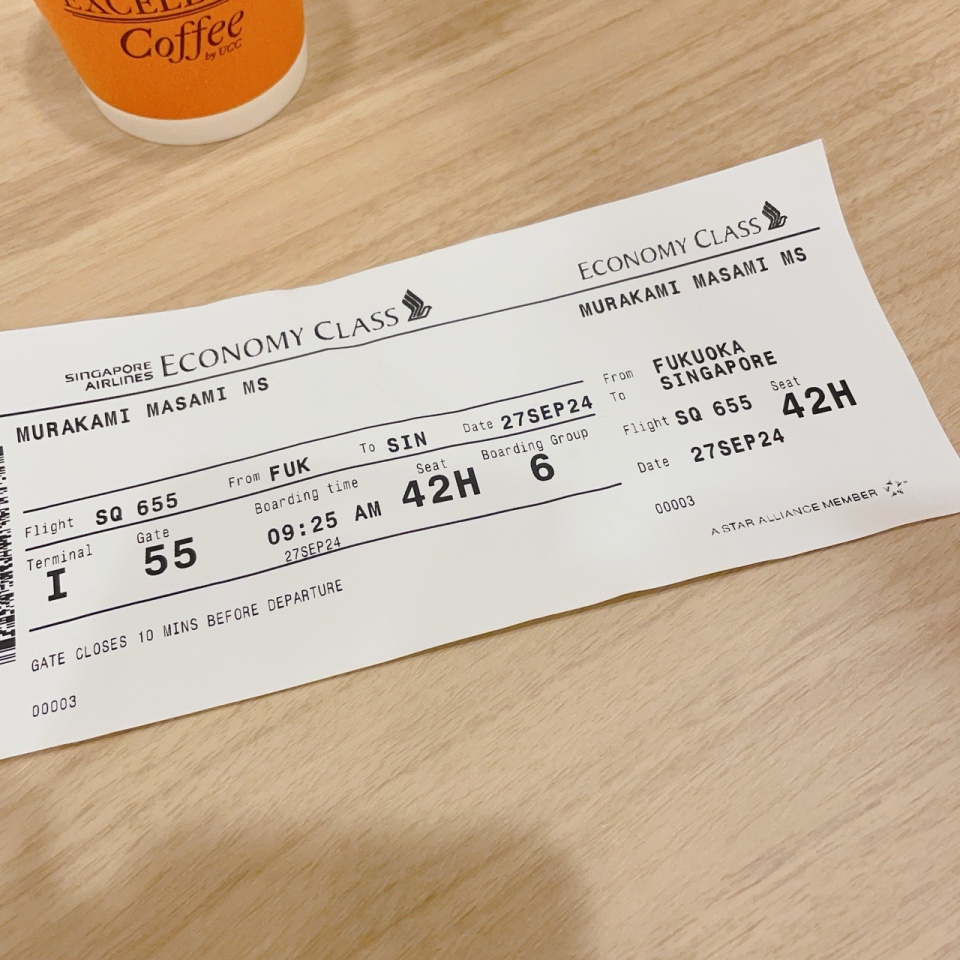 Coffee
by UCC
SINGAPORE
AIRLINES
ECONOMY CLASS
MURAKAMI MASAMI MS
Flight SQ 655 From FUK To SIN Date 27SEP24
Terminal Gate Boarding time Seat Boarding Group
I 55 09:25 AM 42H 6
27SEP24
GATE CLOSES 10 MINS BEFORE DEPARTURE
00003
ECONOMY CLASS
MURAKAMI MASAMI MS
From FUKUOKA
To SINGAPORE
Flight SQ 655 Seat 42H
Date 27SEP24
00003
A STAR ALLIANCE MEMBER